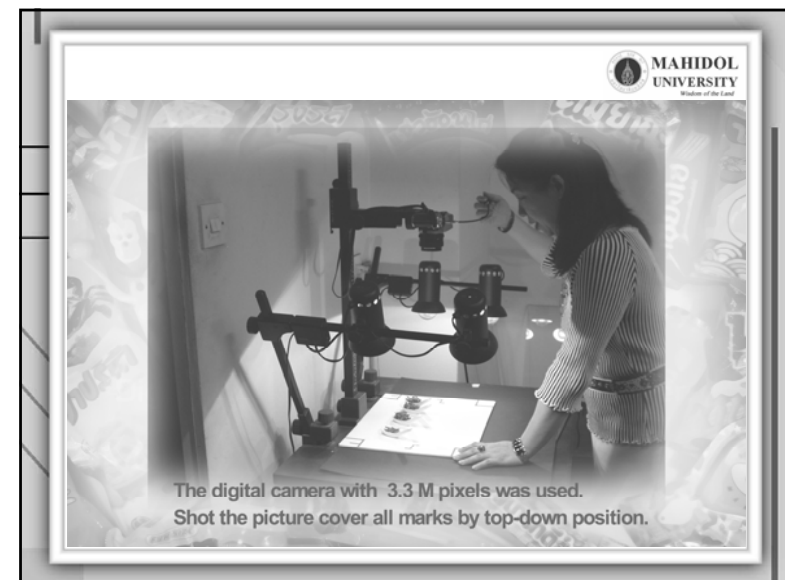 MAHIDOL
UNIVERSITY
Wisdom of the Land
The digital camera with 3.3 M pixels was used.
Shot the picture cover all marks by top-down position.